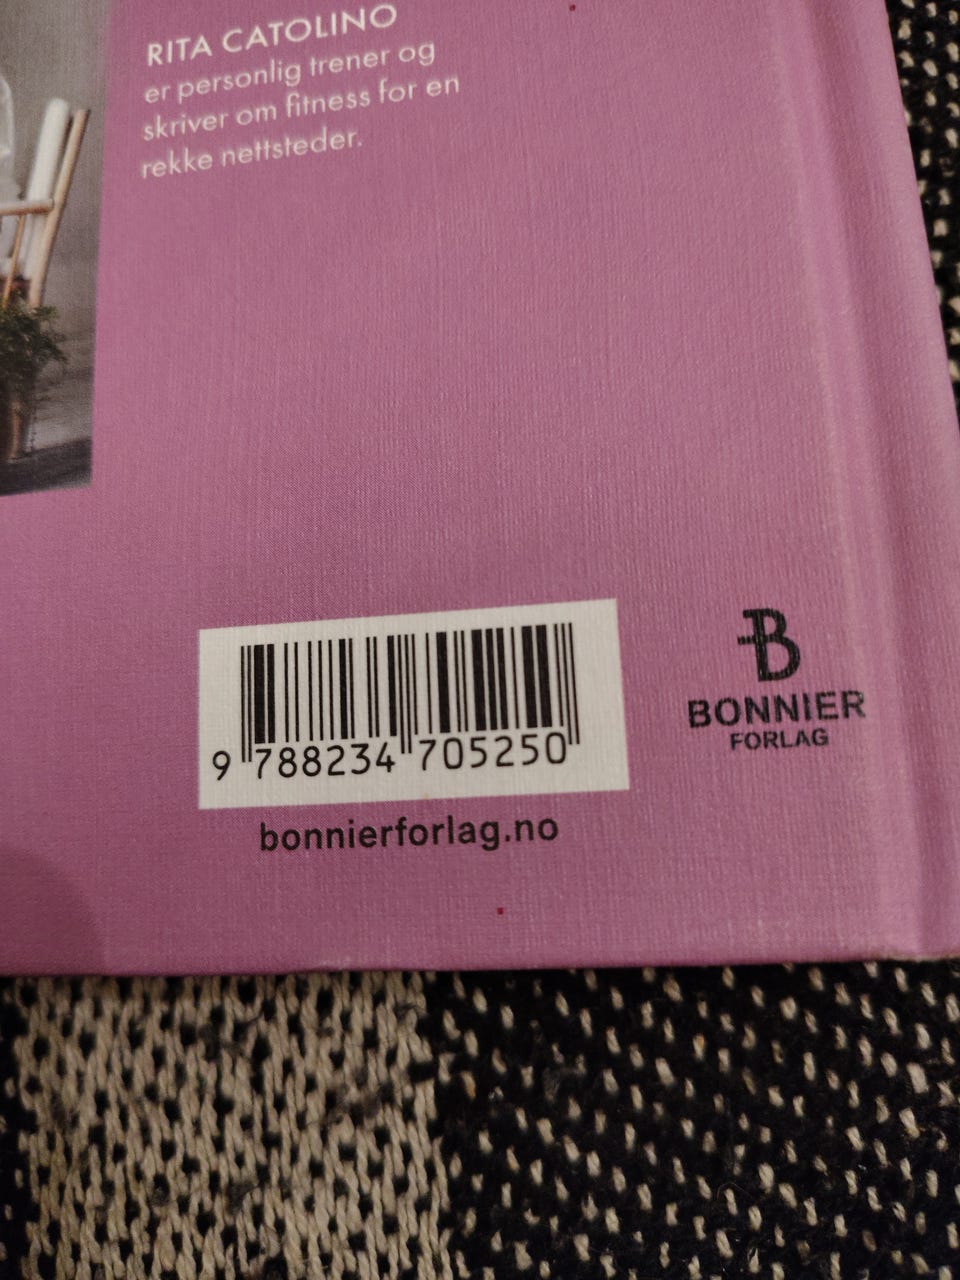 RITA CATOLINO
er personlig trener og
skriver om fitness for en
rekke nettsteder.
9 788234 705250
bonnierforlag.no
B
BONNIER
FORLAG